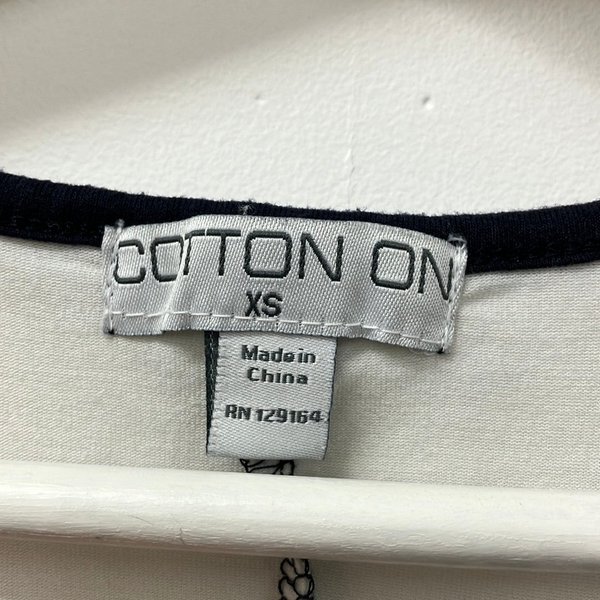 COTTON ON
XS
Made in
China
RN 129164